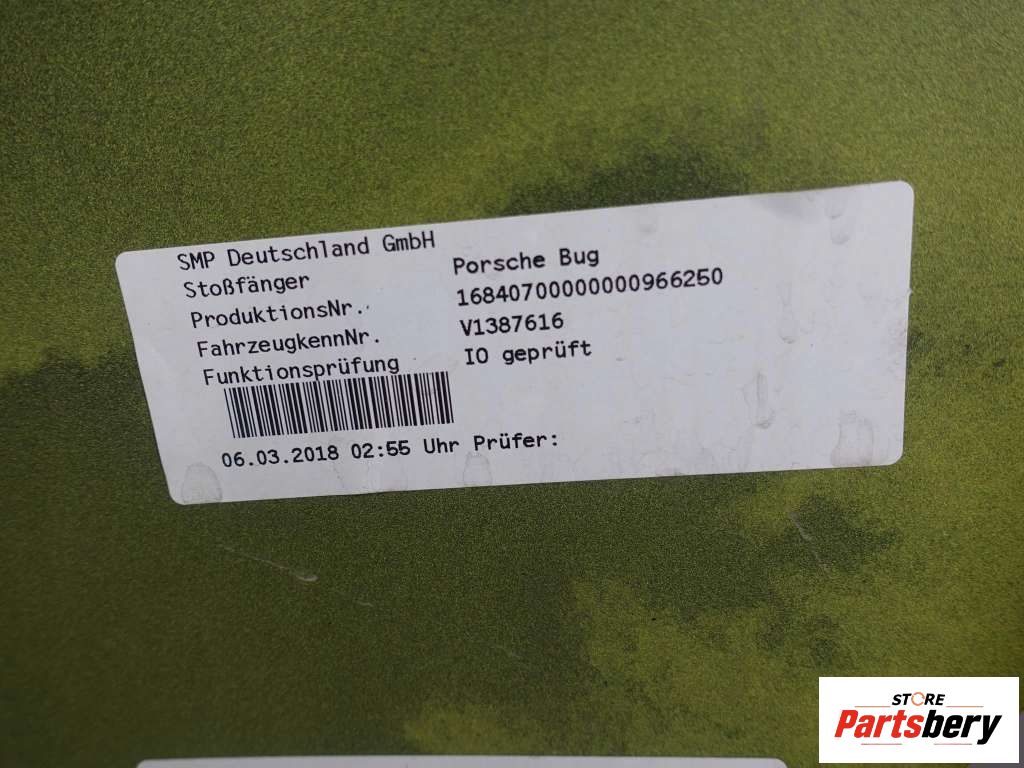 SMP Deutschland GmbH
Stoßfänger Porsche Bug
ProduktionsNr. 16840700000000966250
FahrzeugkennNr. V1387616
Funktionsprüfung IO geprüft
06.03.2018 02:55 Uhr Prüfer:
STORE
Partsbery